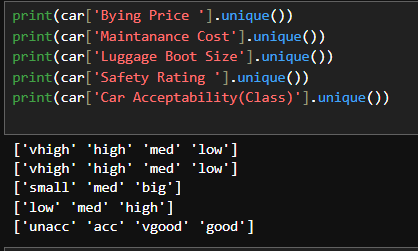 print(car['Bying Price '].unique())
print(car['Maintanance Cost'].unique())
print(car['Luggage Boot Size'].unique())
print(car['Safety Rating '].unique())
print(car['Car Acceptability(Class)'].unique())
['vhigh' 'high' 'med' 'low']
['vhigh' 'high' 'med' 'low']
['small' 'med' 'big']
['low' 'med' 'high']
['unacc' 'acc' 'vgood' 'good']